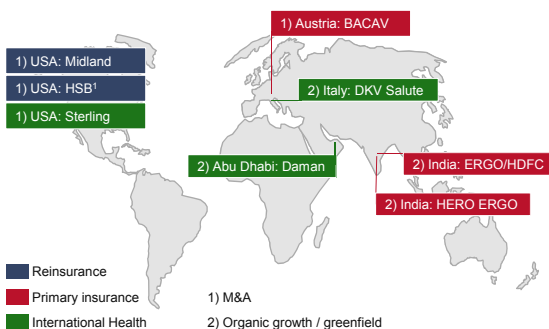 1) Austria: BACAV
1) USA: Midland
1) USA: HSB¹
2) Italy: DKV Salute
1) USA: Sterling
2) Abu Dhabi: Daman
2) India: ERGO/HDFC
2) India: HERO ERGO
Reinsurance
Primary insurance 1) M&A
International Health 2) Organic growth / greenfield